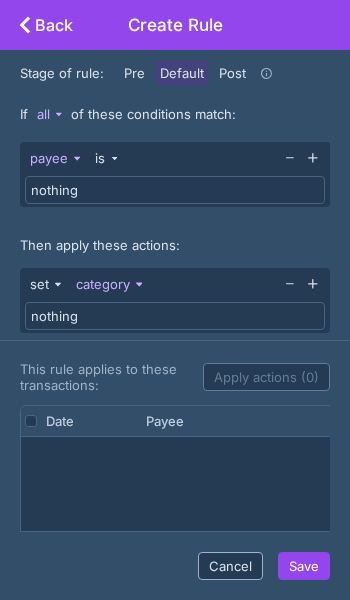 Back
Create Rule
Stage of rule: Pre Default Post
If all of these conditions match:
payee is
nothing
Then apply these actions:
set category
nothing
This rule applies to these
transactions:
Apply actions (0)
Date Payee
Cancel Save